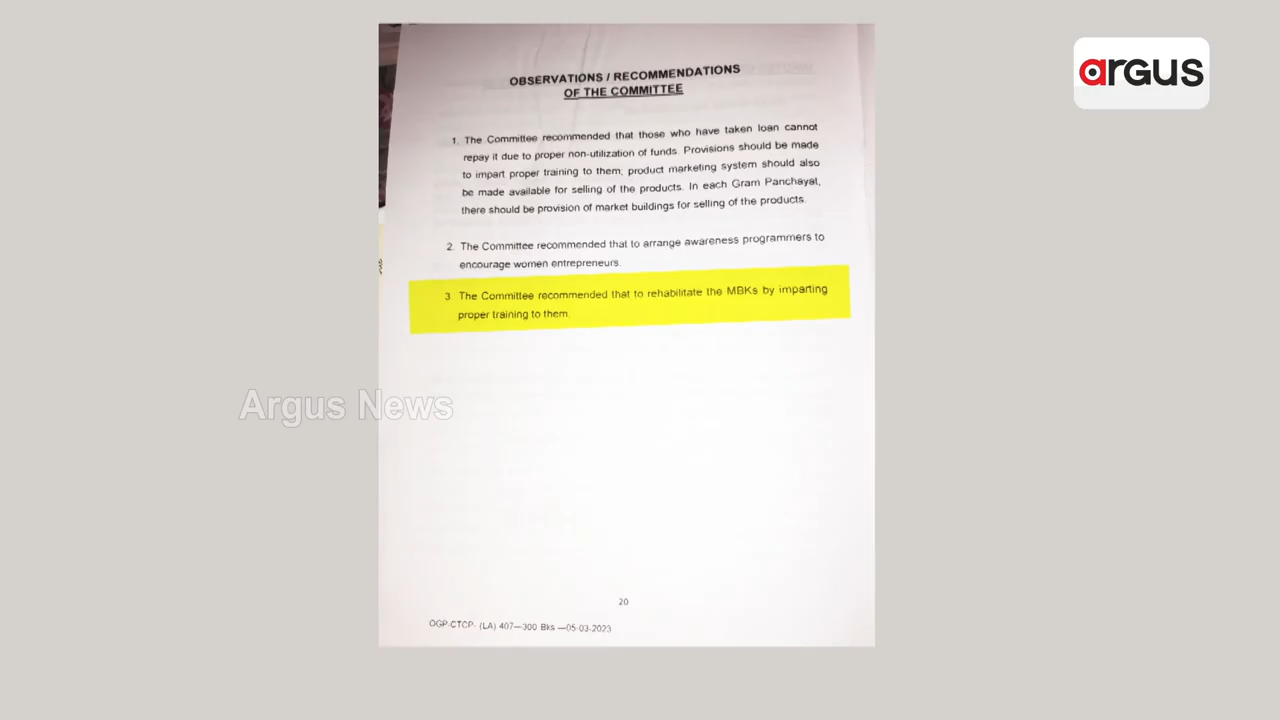 argus
OBSERVATIONS / RECOMMENDATIONS
OF THE COMMITTEE
1. The Committee recommended that those who have taken loan cannot
repay it due to proper non-utilization of funds. Provisions should be made
to impart proper training to them; product marketing system should also
be made available for selling of the products. In each Gram Panchayat,
there should be provision of market buildings for selling of the products.
2. The Committee recommended that to arrange awareness programmers to
encourage women entrepreneurs.
3 The Committee recommended that to rehabilitate the MBKs by imparting
proper training to them.
Argus News
20
OGP-CTCP- (LA) 407—300 Bks —05-03-2023